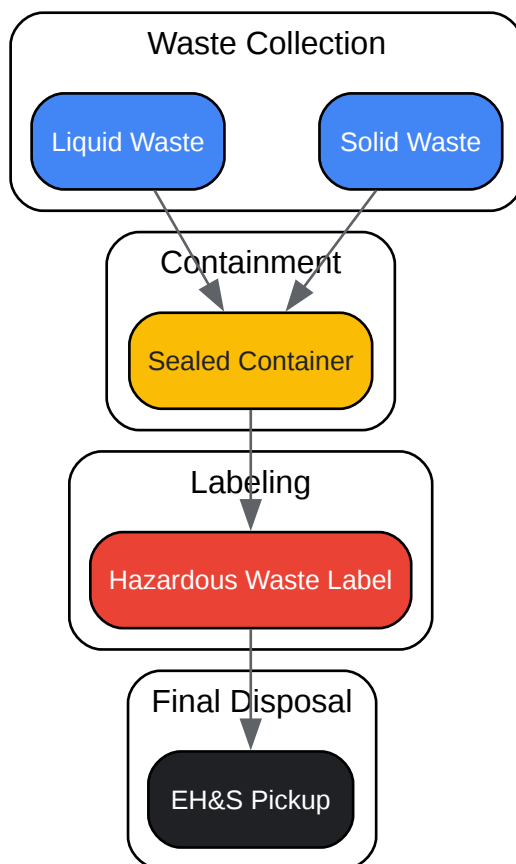 Waste Collection
Liquid Waste
Solid Waste
Containment
Sealed Container
Labeling
Hazardous Waste Label
Final Disposal
EH&S Pickup